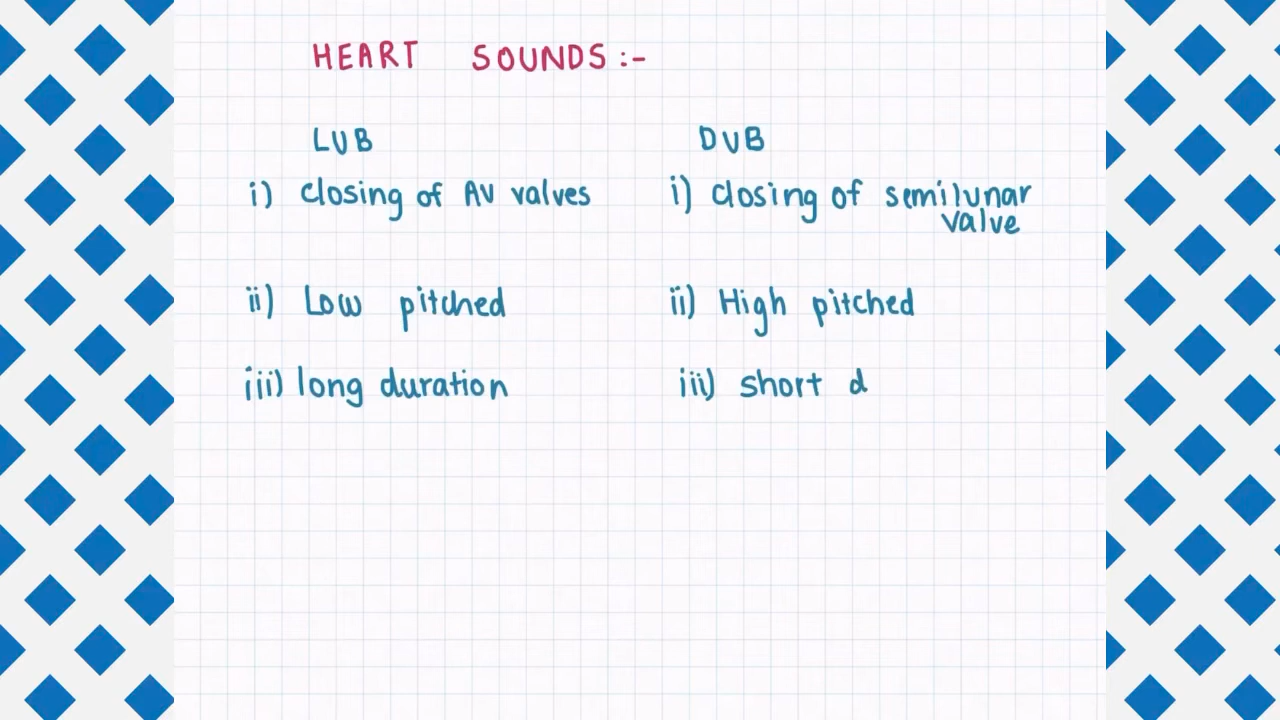 HEART SOUNDS :-
LUB
i) closing of AV valves
ii) Low pitched
iii) long duration
DUB
i) closing of semilunar
valve
ii) High pitched
iii) short d